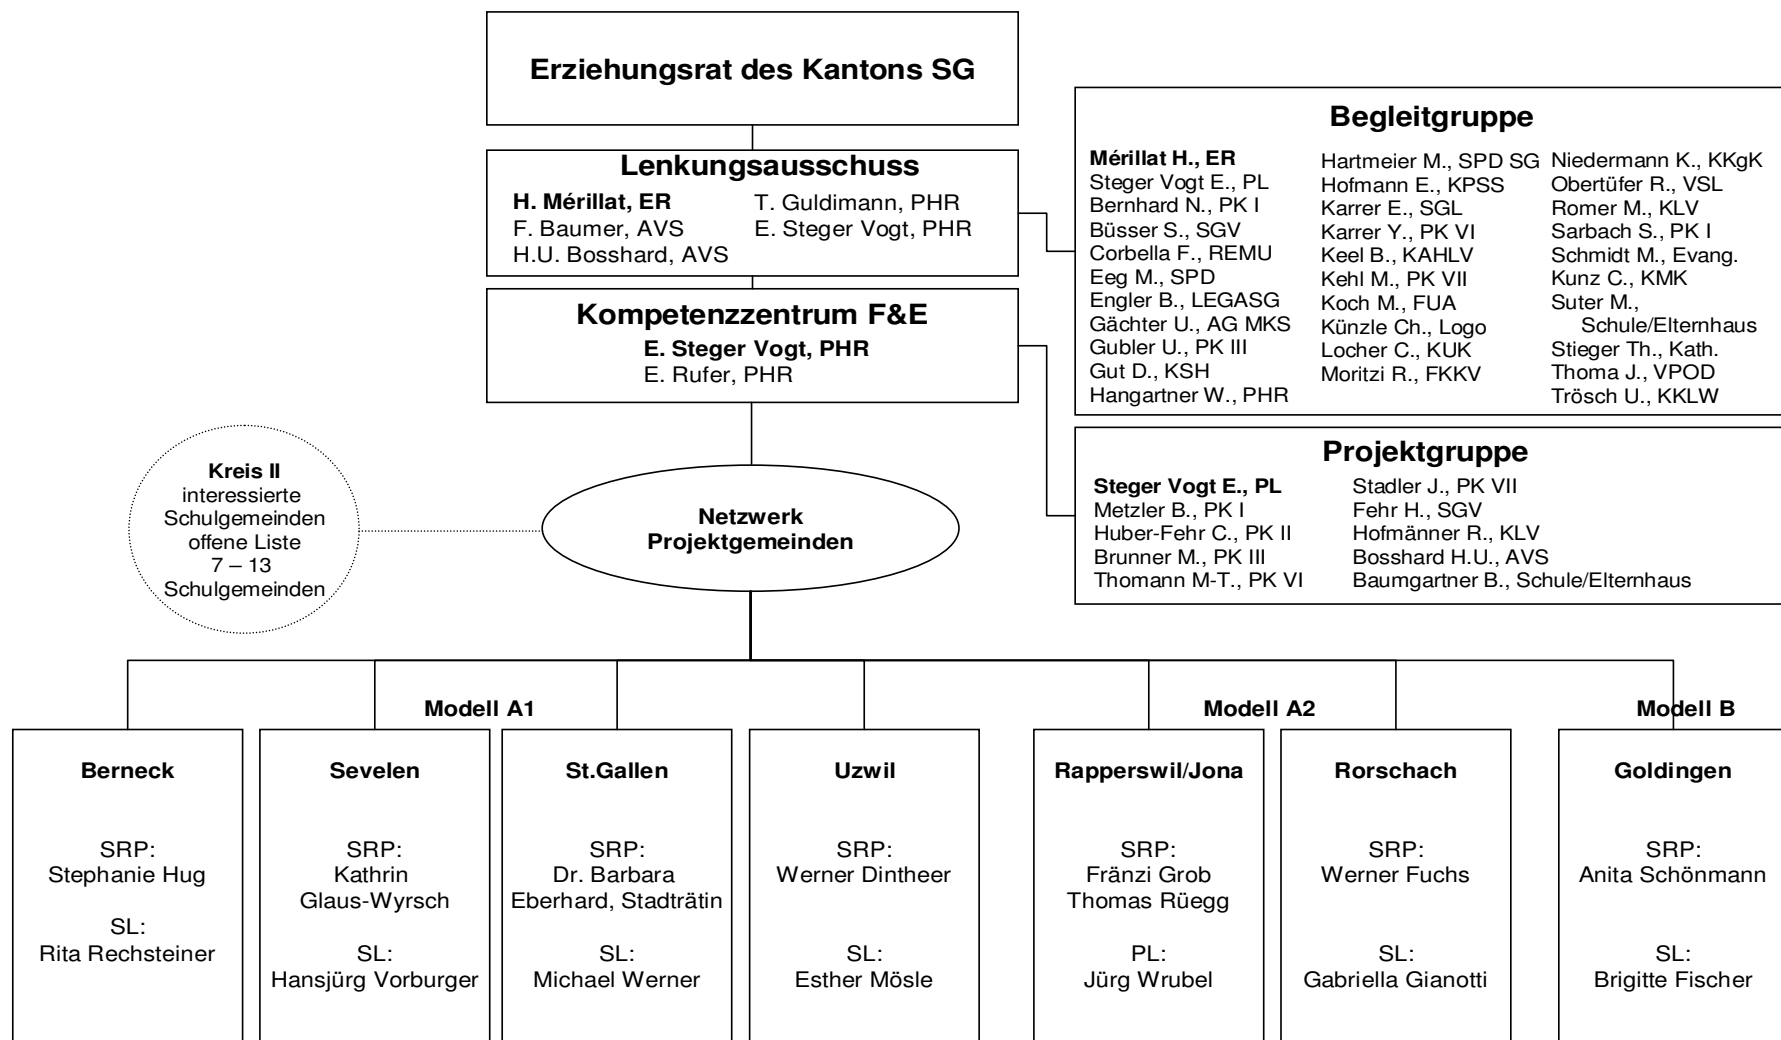 Erziehungsrat des Kantons SG
Lenkungsausschuss
H. Mérillat, ER
F. Baumer, AVS
H.U. Bosshard, AVS
T. Guldimann, PHR
E. Steger Vogt, PHR
Kompetenzzentrum F&E
E. Steger Vogt, PHR
E. Rufer, PHR
Begleitgruppe
Mérillat H., ER
Steger Vogt E., PL
Bernhard N., PK I
Büsser S., SGV
Corbella F., REMU
Eeg M., SPD
Engler B., LEGASG
Gächter U., AG MKS
Gubler U., PK III
Gut D., KSH
Hangartner W., PHR
Hartmeier M., SPD SG
Hofmann E., KPSS
Karrer E., SGL
Karrer Y., PK VI
Keel B., KAHLV
Kehl M., PK VII
Koch M., FUA
Künzle Ch., Logo
Locher C., KUK
Moritzi R., FKKV
Niedermann K., KKgK
Obertüfer R., VSL
Romer M., KLV
Sarbach S., PK I
Schmidt M., Evang.
Kunz C., KMK
Suter M.,
Schule/Elternhaus
Stieger Th., Kath.
Thoma J., VPOD
Trösch U., KKLW
Projektgruppe
Steger Vogt E., PL
Metzler B., PK I
Huber-Fehr C., PK II
Brunner M., PK III
Thomann M-T., PK VI
Stadler J., PK VII
Fehr H., SGV
Hofmänner R., KLV
Bosshard H.U., AVS
Baumgartner B., Schule/Elternhaus
Kreis II
interessierte
Schulgemeinden
offene Liste
7 – 13
Schulgemeinden
Netzwerk
Projektgemeinden
Modell A1
Modell A2
Modell B
Berneck
SRP:
Stephanie Hug
SL:
Rita Rechsteiner
Sevelen
SRP:
Kathrin
Glaus-Wyrsch
SL:
Hansjürg Vorburger
St.Gallen
SRP:
Dr. Barbara
Eberhard, Stadträtin
SL:
Michael Werner
Uzwil
SRP:
Werner Dintheer
SL:
Esther Mösle
Rapperswil/Jona
SRP:
Fränzi Grob
Thomas Rüegg
PL:
Jürg Wrubel
Rorschach
SRP:
Werner Fuchs
SL:
Gabriella Gianotti
Goldingen
SRP:
Anita Schönmann
SL:
Brigitte Fischer